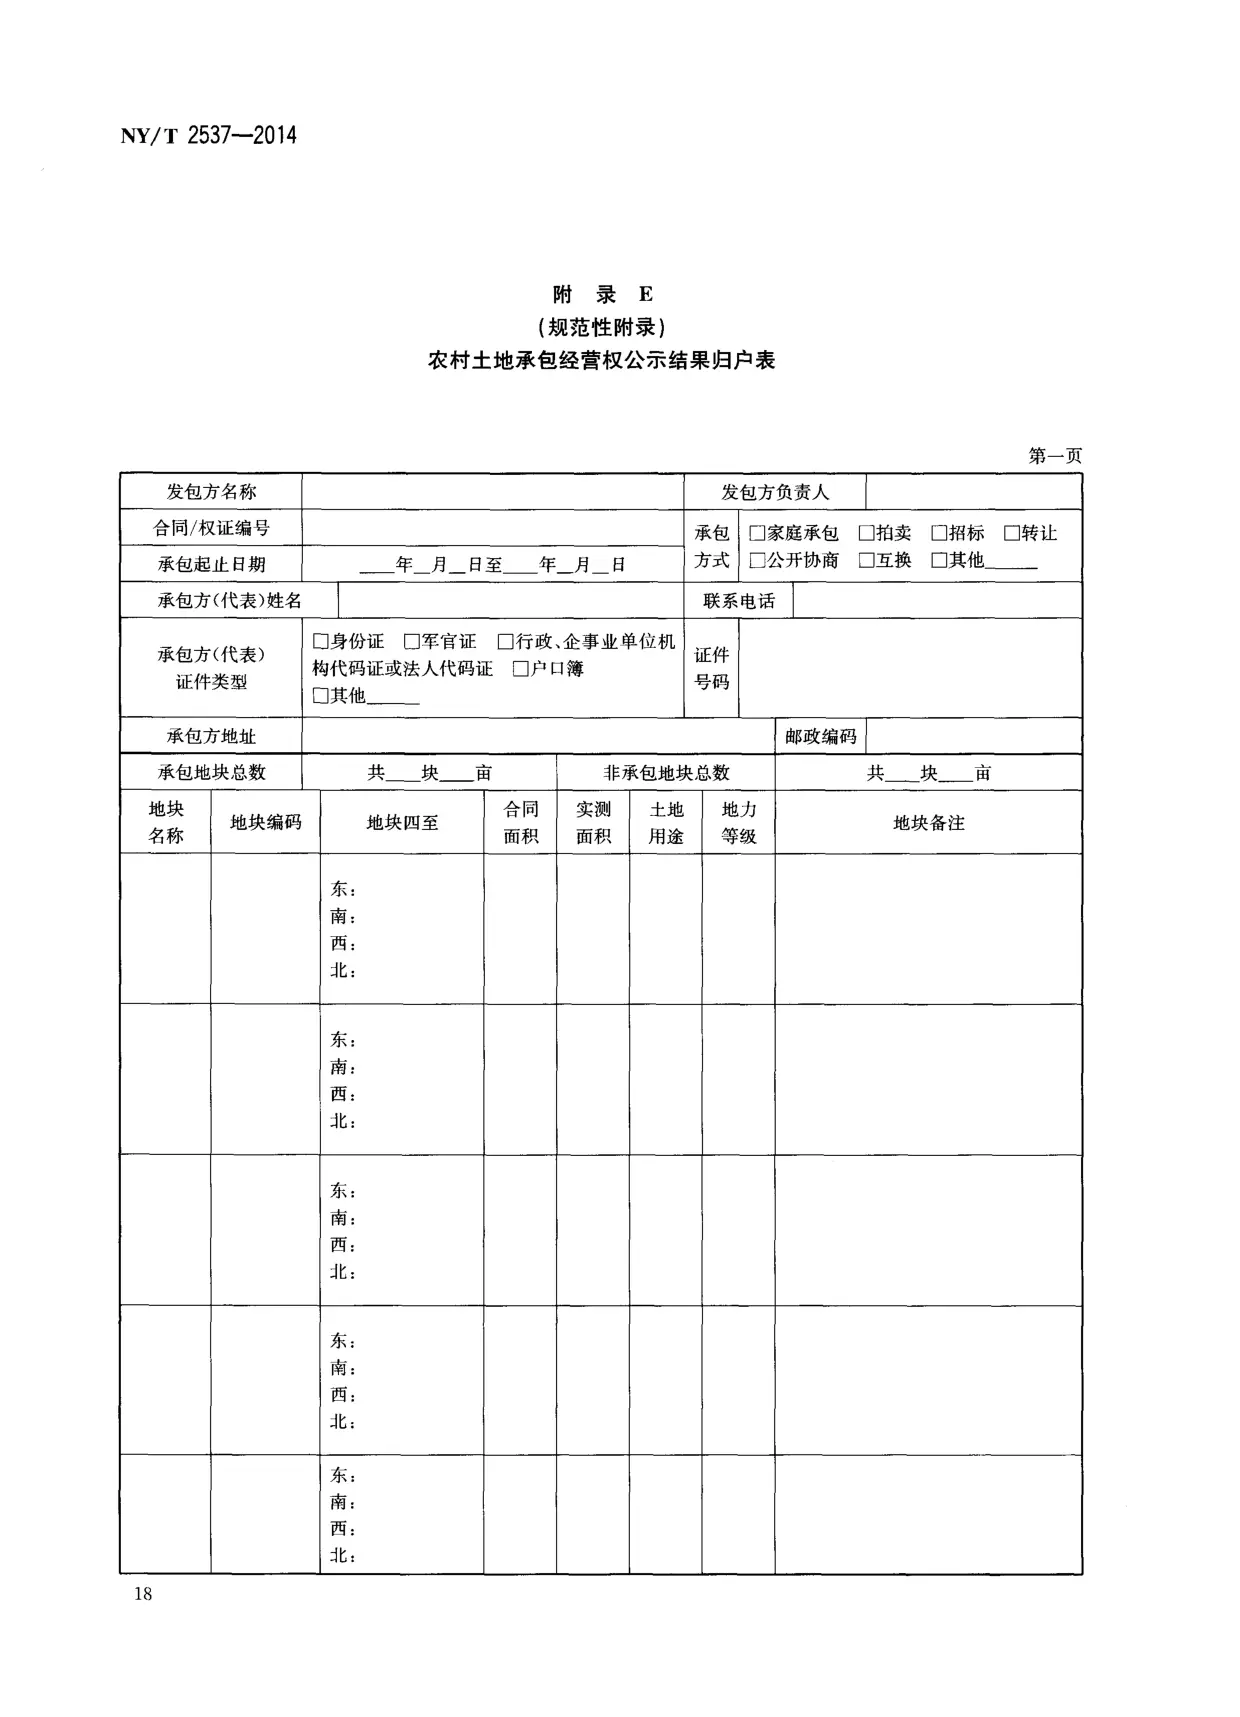 NY/T 2537—2014
附 录 E
(规范性附录)
农村土地承包经营权公示结果归户表
第一页
发包方名称 发包方负责人
合同/权证编号 承包方式 □家庭承包 □拍卖 □招标 □转让
承包起止日期 ____年__月__日至____年__月__日 □公开协商 □互换 □其他______
承包方(代表)姓名 联系电话
承包方(代表)证件类型 □身份证 □军官证 □行政、企事业单位机
构代码证或法人代码证 □户口簿
□其他______
证件号码
承包方地址 邮政编码
承包地块总数 共____块____亩 非承包地块总数 共____块____亩
地块名称 地块编码 地块四至 合同面积 实测面积 土地用途 地力等级 地块备注
东:
南:
西:
北:
东:
南:
西:
北:
东:
南:
西:
北:
东:
南:
西:
北:
东:
南:
西:
北:
18